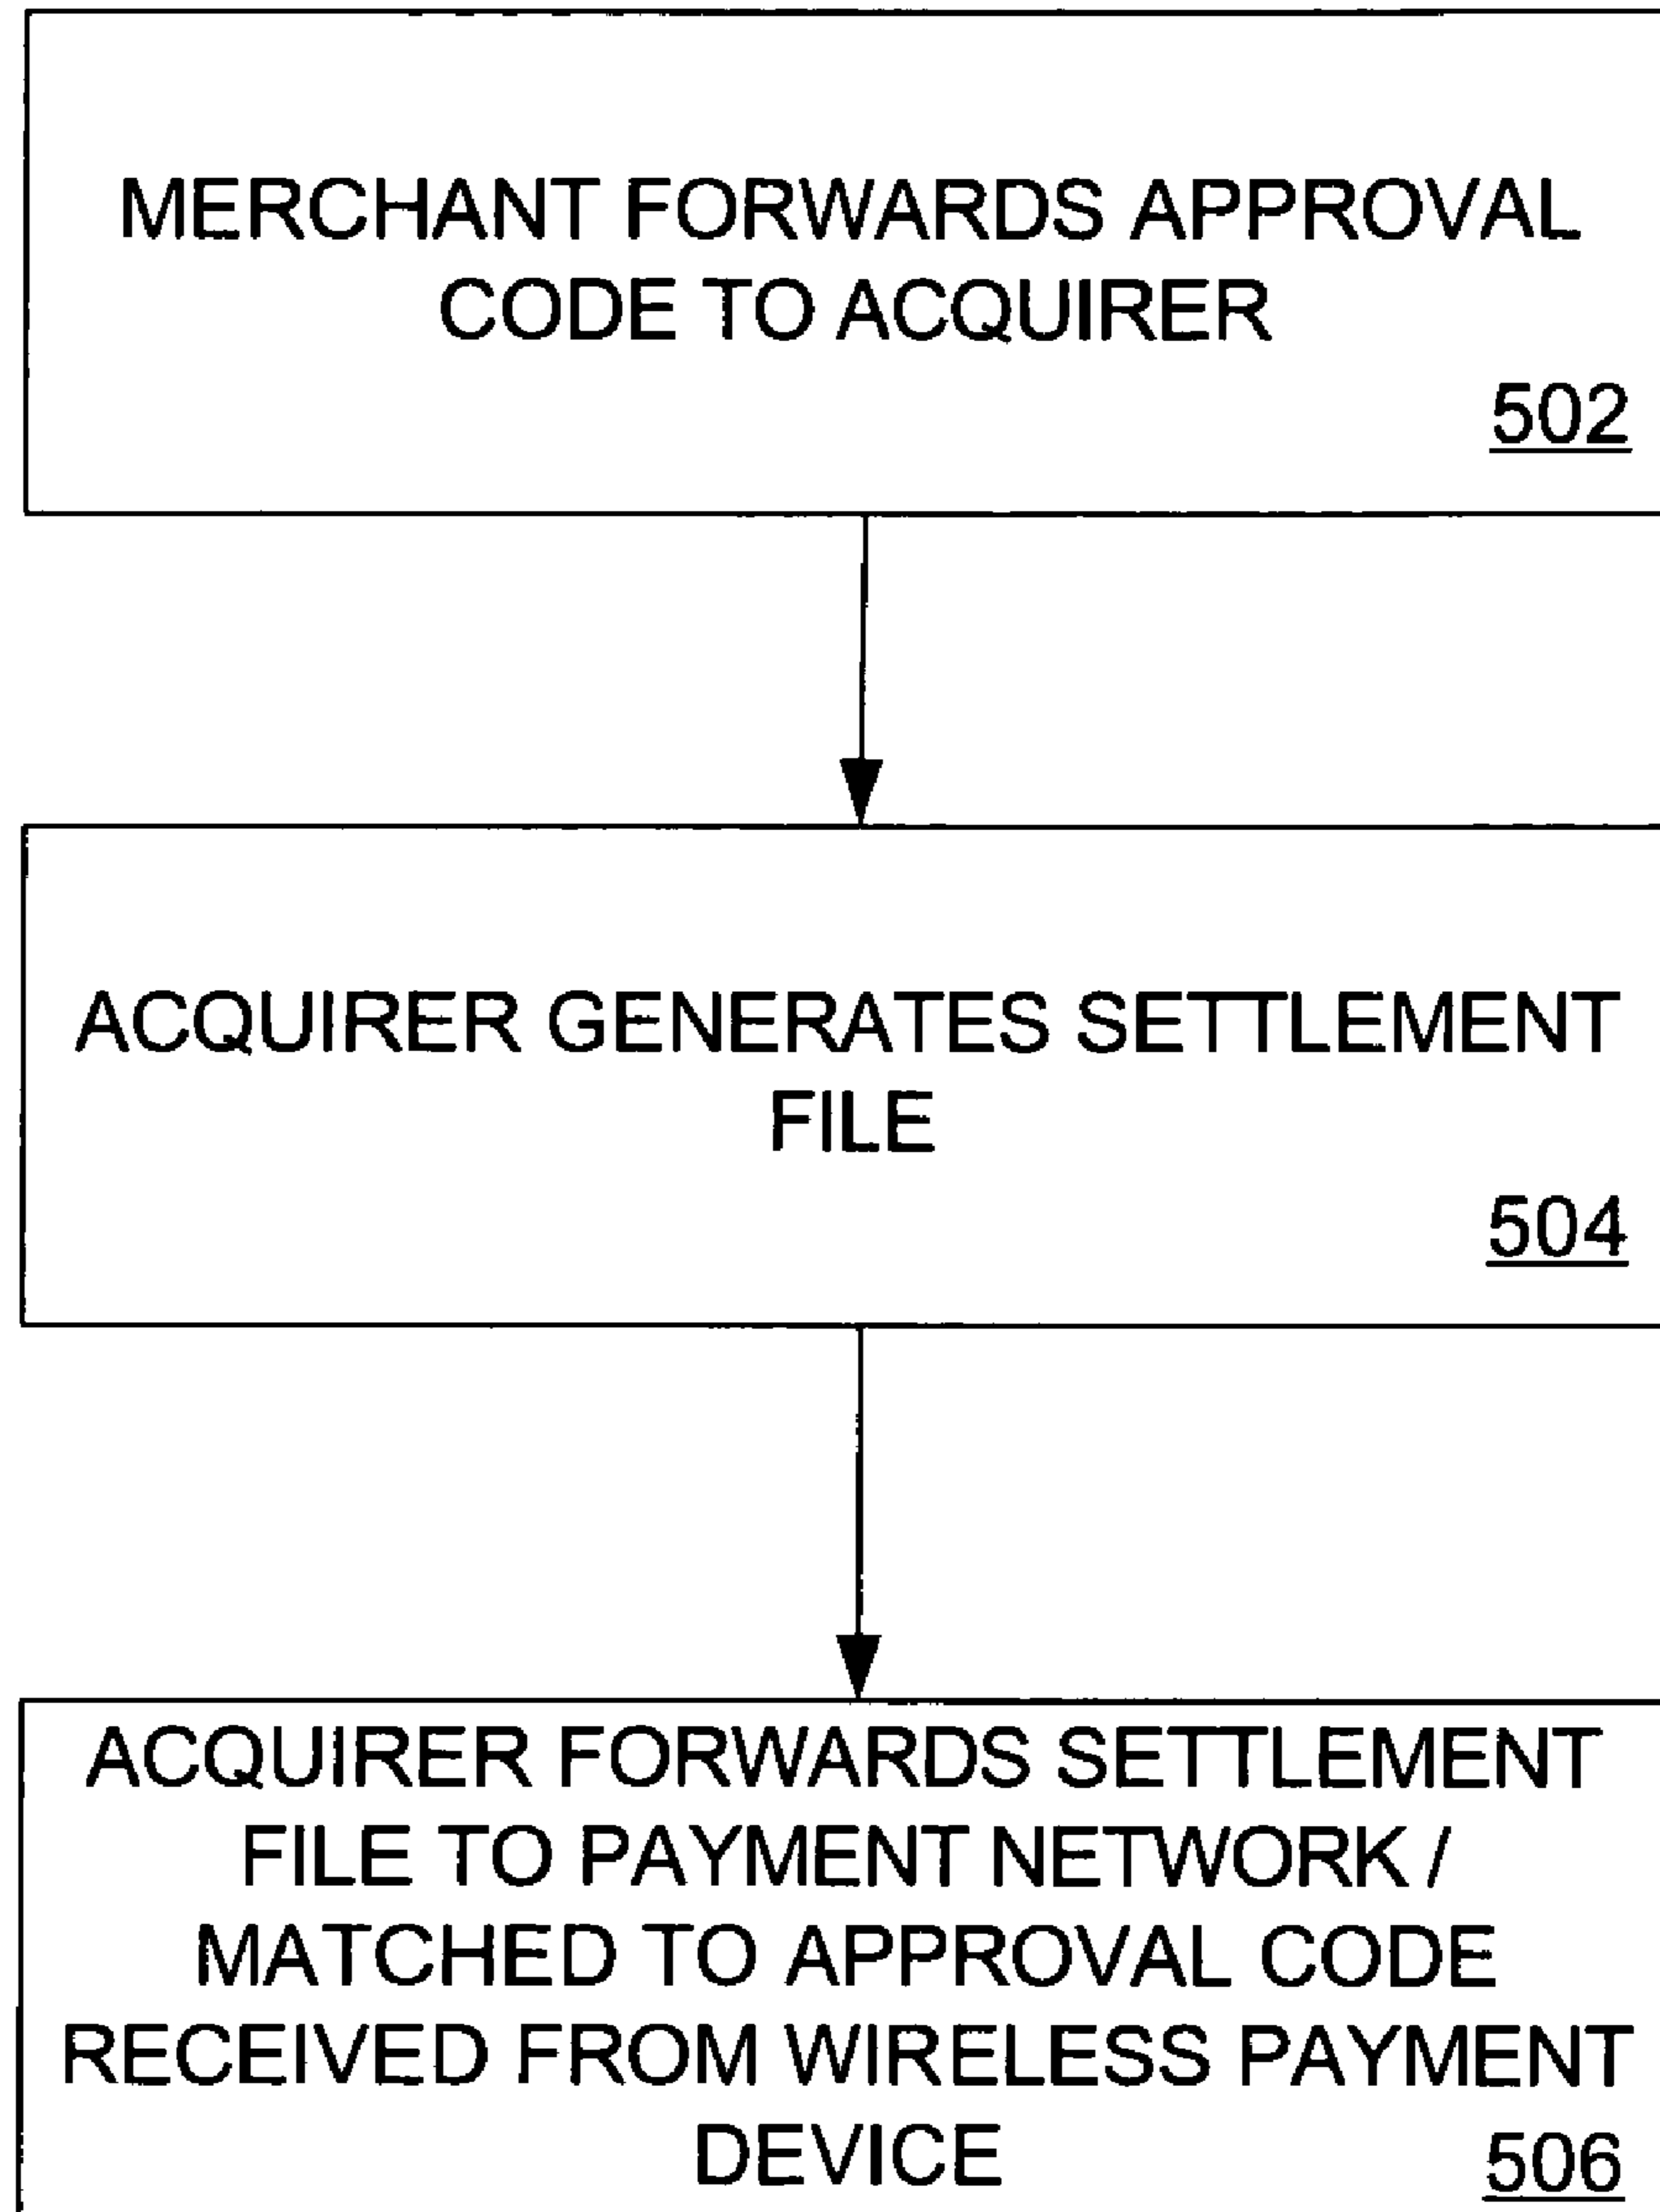 MERCHANT FORWARDS APPROVAL
CODE TO ACQUIRER
502
ACQUIRER GENERATES SETTLEMENT
FILE
504
ACQUIRER FORWARDS SETTLEMENT
FILE TO PAYMENT NETWORK /
MATCHED TO APPROVAL CODE
RECEIVED FROM WIRELESS PAYMENT
DEVICE
506